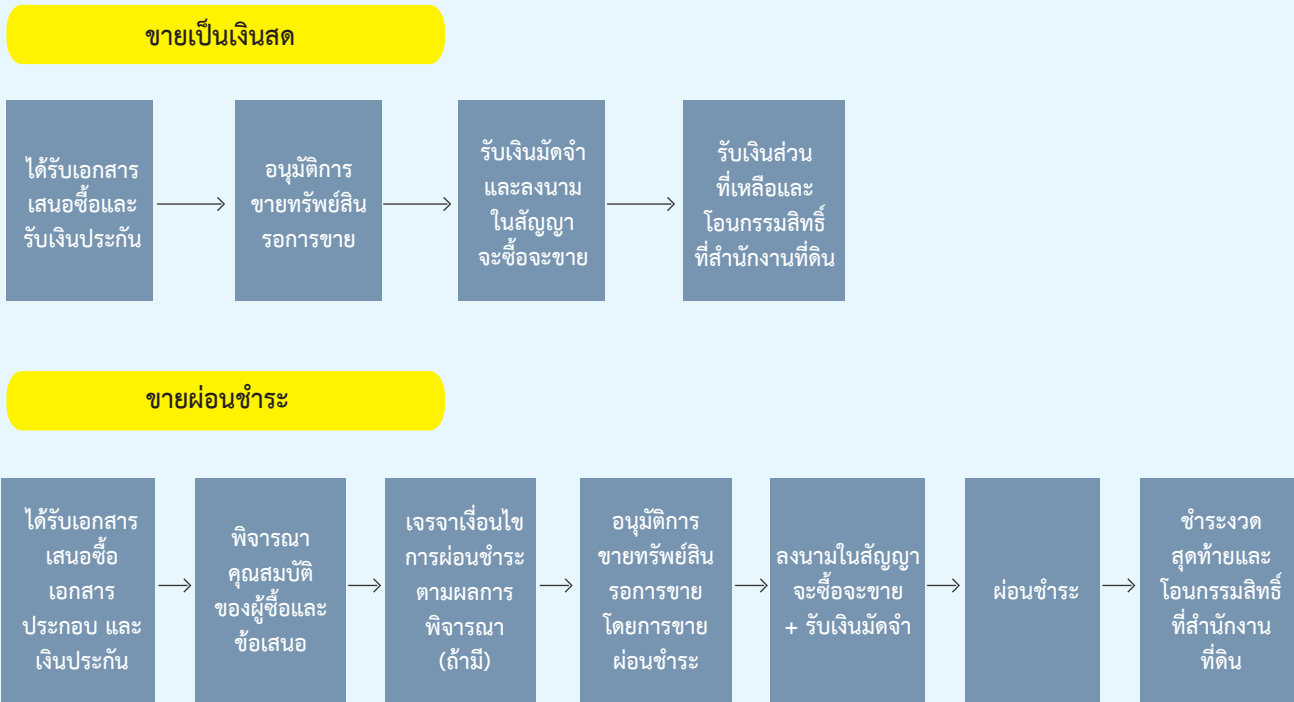 ขายเป็นเงินสด
ได้รับเอกสาร
เสนอซื้อและ
รับเงินประกัน
อนุมัติการ
ขายทรัพย์สิน
รอการขาย
รับเงินมัดจำ
และลงนาม
ในสัญญา
จะซื้อจะขาย
รับเงินส่วน
ที่เหลือและ
โอนกรรมสิทธิ์
ที่สำนักงานที่ดิน
ขายผ่อนชำระ
ได้รับเอกสาร
เสนอซื้อ
เอกสาร
ประกอบ และ
เงินประกัน
พิจารณา
คุณสมบัติ
ของผู้ซื้อและ
ข้อเสนอ
เจรจาเงื่อนไข
การผ่อนชำระ
ตามผลการ
พิจารณา
(ถ้ามี)
อนุมัติการ
ขายทรัพย์สิน
รอการขาย
โดยการขาย
ผ่อนชำระ
ลงนามในสัญญา
จะซื้อจะขาย
+ รับเงินมัดจำ
ผ่อนชำระ
ชำระงวด
สุดท้ายและ
โอนกรรมสิทธิ์
ที่สำนักงาน
ที่ดิน